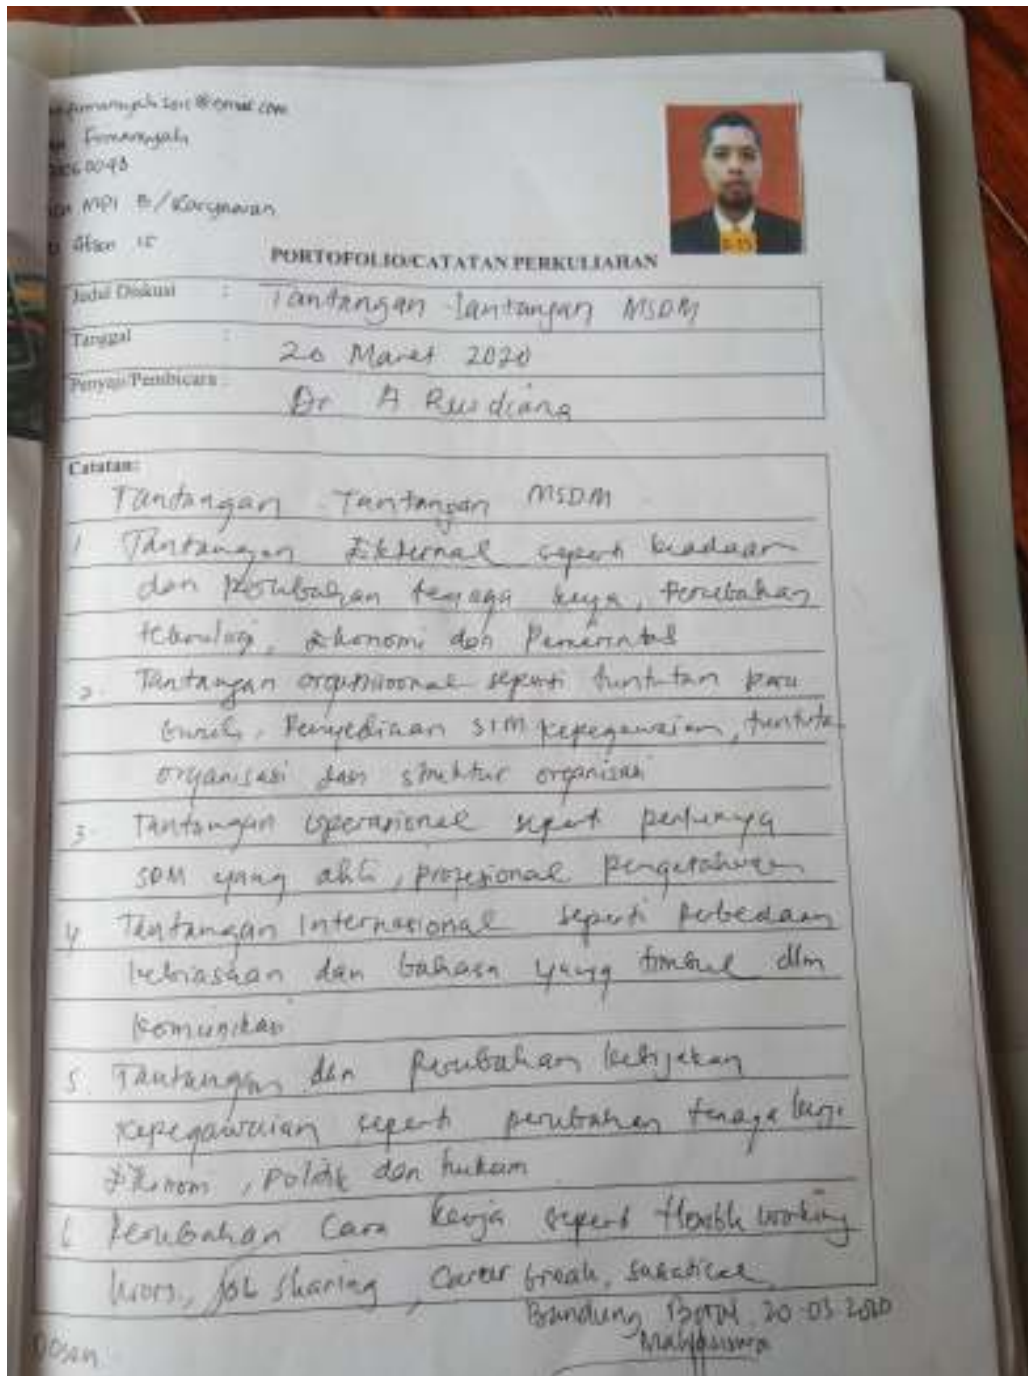 Firmansyah
MPI B/Karyawan
Absen 15
PORTOFOLIO/CATATAN PERKULIAHAN
Judul Diskusi : Tantangan-tantangan MSDM
Tanggal : 20 Maret 2020
Penyaji/Pembicara : Dr A Rusdiana
Catatan:
Tantangan-Tantangan MSDM
1. Tantangan Eksternal seperti keadaan
dan Perubahan tenaga kerja, Perubahan
teknologi, Ekonomi dan Pemerintah
2. Tantangan organisional seperti tuntutan para
buruh, Penyediaan SIM kepegawaian, tuntutan
organisasi dan struktur organisasi
3. Tantangan operasional seperti perlunya
SDM yang ahli, profesional pengetahuan
4 Tantangan Internasional seperti Perbedaan
kebiasaan dan bahasa yang timbul dlm
Komunikasi
5. Tantangan dan Perubahan kebijakan
Kepegawaian seperti perubahan tenaga kerja
Ekonomi, Politik dan hukum
6 Perubahan Cara kerja seperti flexible working
hours, job sharing, Career break, sabatical
Bandung 20-03-2020
Dosen Mahasiswa